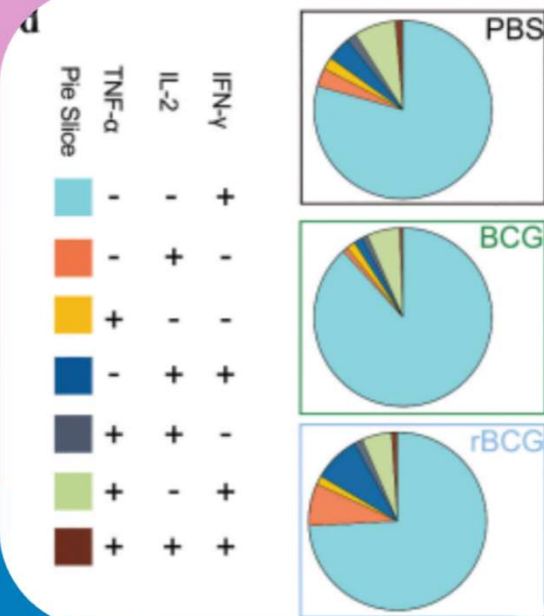 d
PBS
Pie Slice TNF-α IL-2 IFN-γ
- - +
- + -
+ - -
- + +
+ + -
+ - +
+ + +
BCG
rBCG